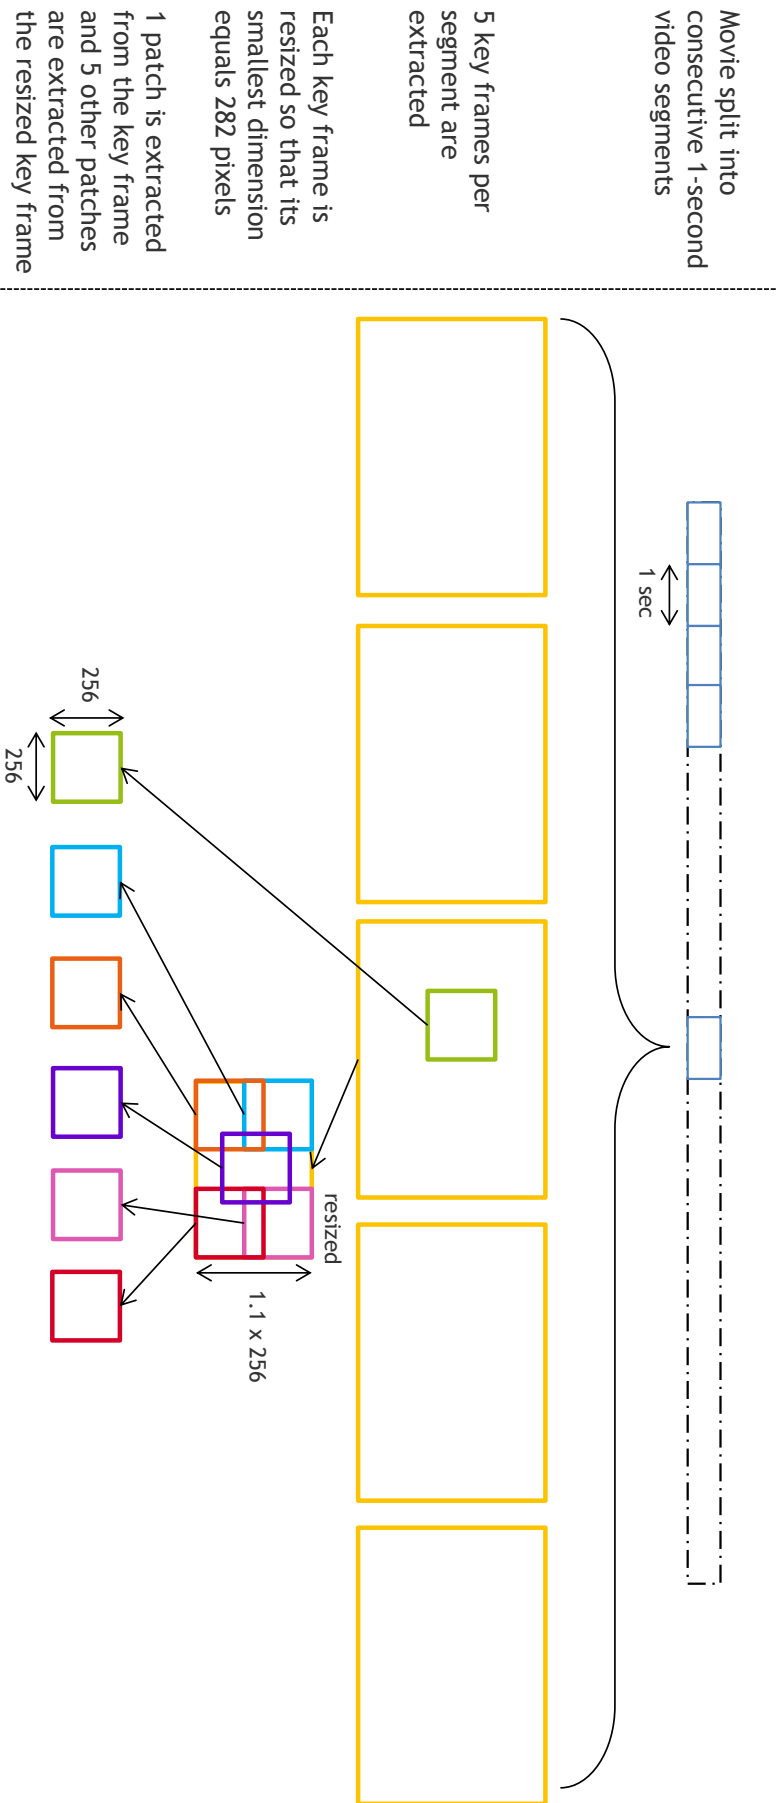 Movie split into
consecutive 1-second
video segments
1 sec
5 key frames per
segment are
extracted
Each key frame is
resized so that its
smallest dimension
equals 282 pixels
resized
1.1 x 256
1 patch is extracted
from the key frame
and 5 other patches
are extracted from
the resized key frame
256
256